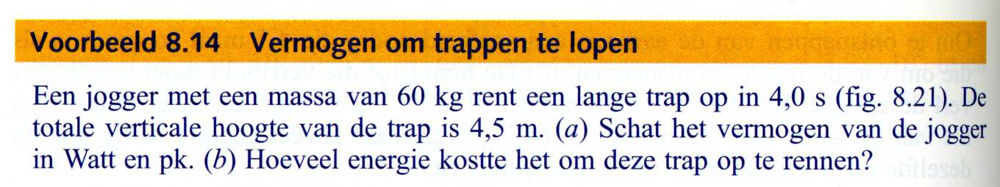 Voorbeeld 8.14 Vermogen om trappen te lopen
Een jogger met een massa van 60 kg rent een lange trap op in 4,0 s (fig. 8.21). De
totale verticale hoogte van de trap is 4,5 m. (a) Schat het vermogen van de jogger
in Watt en pk. (b) Hoeveel energie kostte het om deze trap op te rennen?